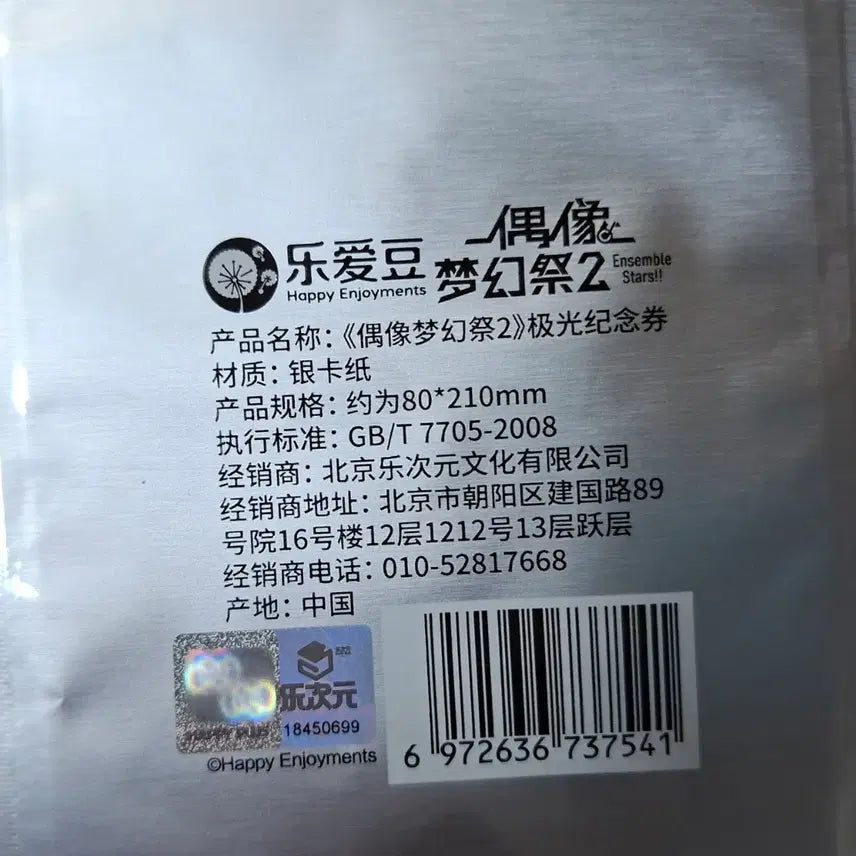 乐爱豆
Happy Enjoyments
偶像
梦幻祭2
Ensemble
Stars!!
产品名称：《偶像梦幻祭2》极光纪念券
材质：银卡纸
产品规格：约为80*210mm
执行标准：GB/T 7705-2008
经销商：北京乐次元文化有限公司
经销商地址：北京市朝阳区建国路89
号院16号楼12层1212号13层跃层
经销商电话：010-52817668
产地：中国
乐次元
HAPPY PLUS
18450699
©Happy Enjoyments
6 972636 737541